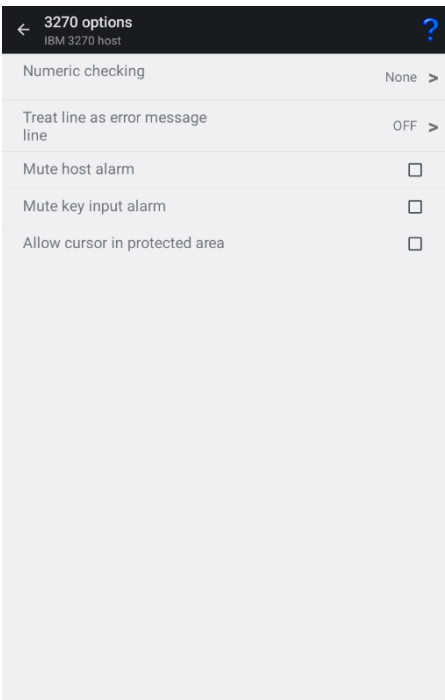 ← 3270 options ?
IBM 3270 host
Numeric checking None >
Treat line as error message
line OFF >
Mute host alarm
Mute key input alarm
Allow cursor in protected area